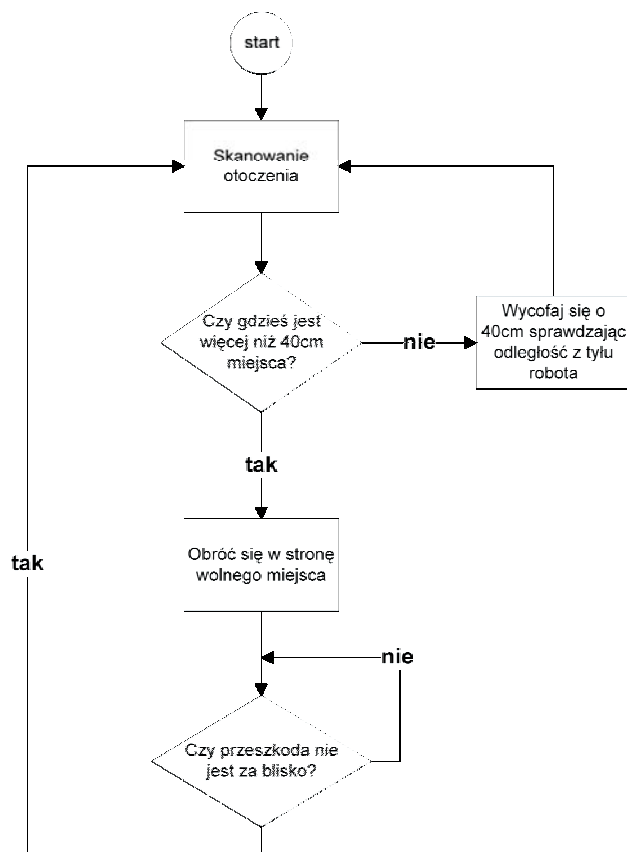 start
Skanowanie
otoczenia
Czy gdzieś jest
więcej niż 40cm
miejsca?
nie
Wycofaj się o
40cm sprawdzając
odległość z tyłu
robota
tak
Obróć się w stronę
wolnego miejsca
tak
nie
Czy przeszkoda nie
jest za blisko?